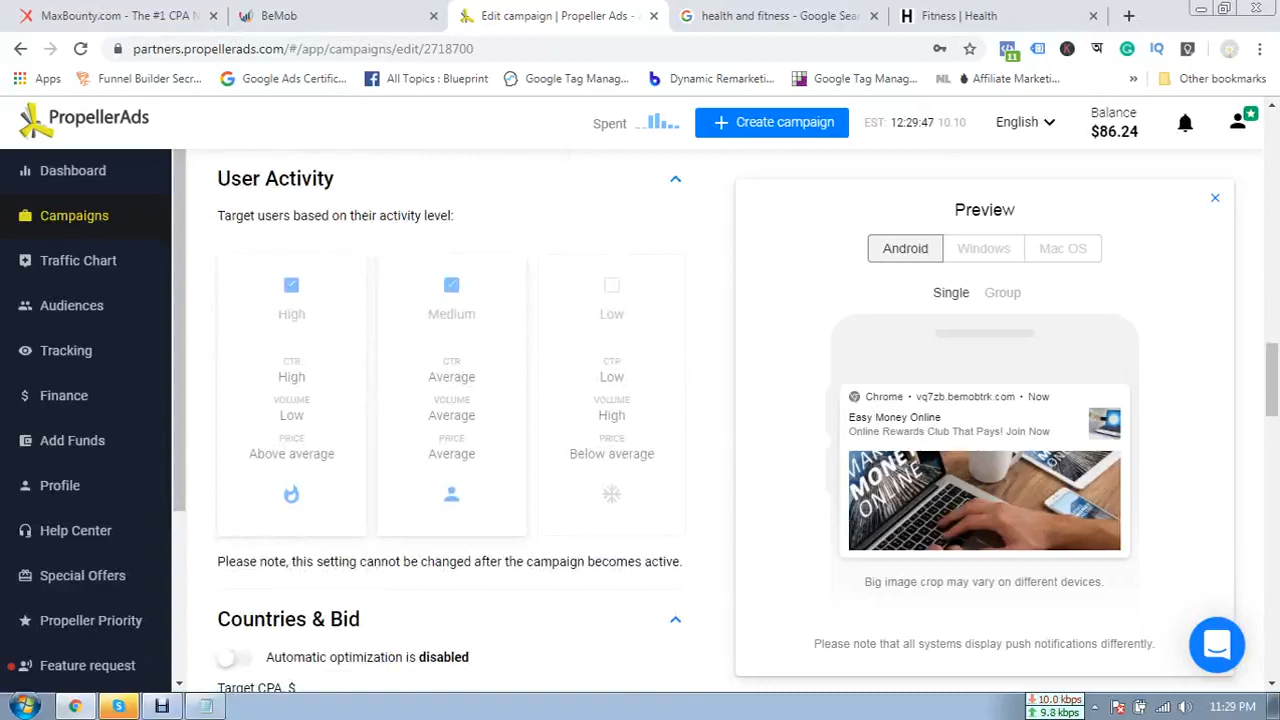 MaxBounty.com - The #1 CPA N
BeMob
Edit campaign | Propeller Ads -
health and fitness - Google Sea
Fitness | Health
partners.propellerads.com/#/app/campaigns/edit/2718700
Apps
Funnel Builder Secr...
Google Ads Certific...
All Topics : Blueprint
Google Tag Manag...
Dynamic Remarketi...
Google Tag Manag...
NL
Affiliate Marketi...
»
Other bookmarks
PropellerAds
Spent
+ Create campaign
EST: 12:29:47 10.10
English
Balance
$86.24
Dashboard
Campaigns
Traffic Chart
Audiences
Tracking
Finance
Add Funds
Profile
Help Center
Special Offers
Propeller Priority
Feature request
User Activity
Target users based on their activity level:
High
Medium
Low
CTR
CTR
CTR
High
Average
Low
VOLUME
VOLUME
VOLUME
Low
Average
High
PRICE
PRICE
PRICE
Above average
Average
Below average
Please note, this setting cannot be changed after the campaign becomes active.
Countries & Bid
Automatic optimization is disabled
Target CPA, $
Preview
Android
Windows
Mac OS
Single
Group
Chrome • vq7zb.bemobtrk.com • Now
Easy Money Online
Online Rewards Club That Pays! Join Now
MAKE
MONEY
ONLINE
Big image crop may vary on different devices.
Please note that all systems display push notifications differently.
10.0 kbps
9.8 kbps
11:29 PM